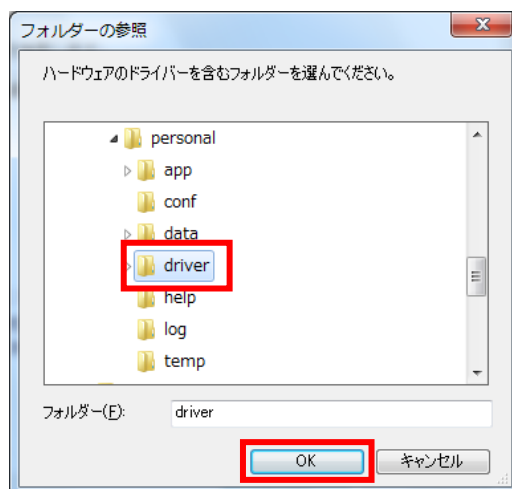 フォルダーの参照
ハードウェアのドライバーを含むフォルダーを選んでください。
personal
app
conf
data
driver
help
log
temp
フォルダー(F): driver
OK キャンセル